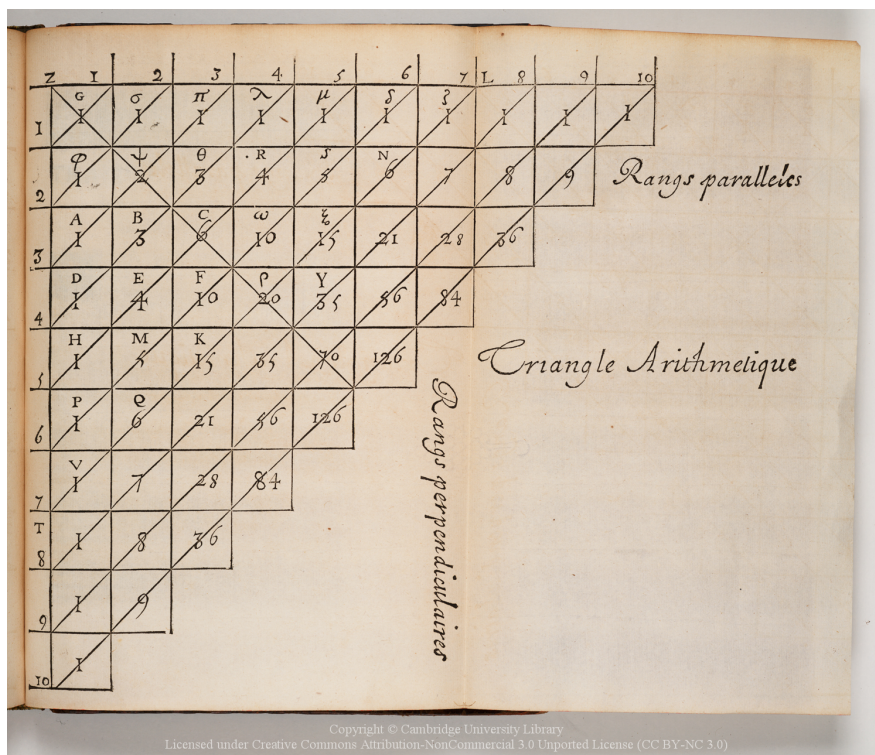 Z 1 2 3 4 5 6 7 L 8 9 10
G σ π λ μ δ ζ
1 1 1 1 1 1 1 1 1 1 1
φ ψ θ R S N
2 1 2 3 4 5 6 7 8 9 Rangs paralleles
A B C ω ξ
3 1 3 6 10 15 21 28 36
D E F ρ Y
4 1 4 10 20 35 56 84
H M K
5 1 5 15 35 70 126 Triangle Arithmetique
P Q
6 1 6 21 56 126
V
7 1 7 28 84
T
8 1 8 36
9 1 9
10 1
Rangs perpendiculaires
Copyright © Cambridge University Library
Licensed under Creative Commons Attribution-NonCommercial 3.0 Unported License (CC BY-NC 3.0)